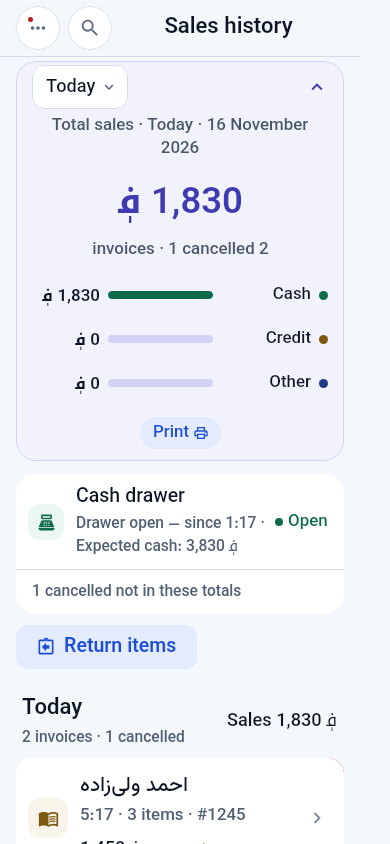 Sales history
Today
Total sales · Today · 16 November
2026
؋ 1,830
invoices · 1 cancelled 2
؋ 1,830 Cash
؋ 0 Credit
؋ 0 Other
Print
Cash drawer
Drawer open — since 1:17 · Open
Expected cash: 3,830 ؋
1 cancelled not in these totals
Return items
Today
Sales 1,830 ؋
2 invoices · 1 cancelled
احمد ولی‌زاده
5:17 · 3 items · #1245